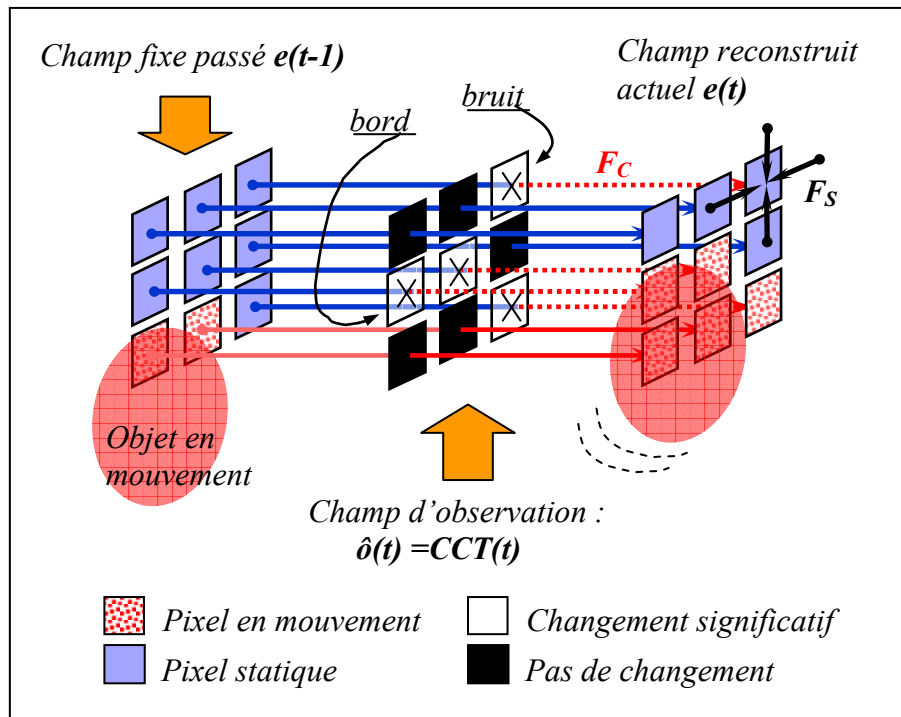 Champ fixe passé e(t-1)
Champ reconstruit
actuel e(t)
bruit
bord
F_C
F_S
Objet en
mouvement
Champ d’observation :
ô(t) =CCT(t)
Pixel en mouvement
Changement significatif
Pixel statique
Pas de changement